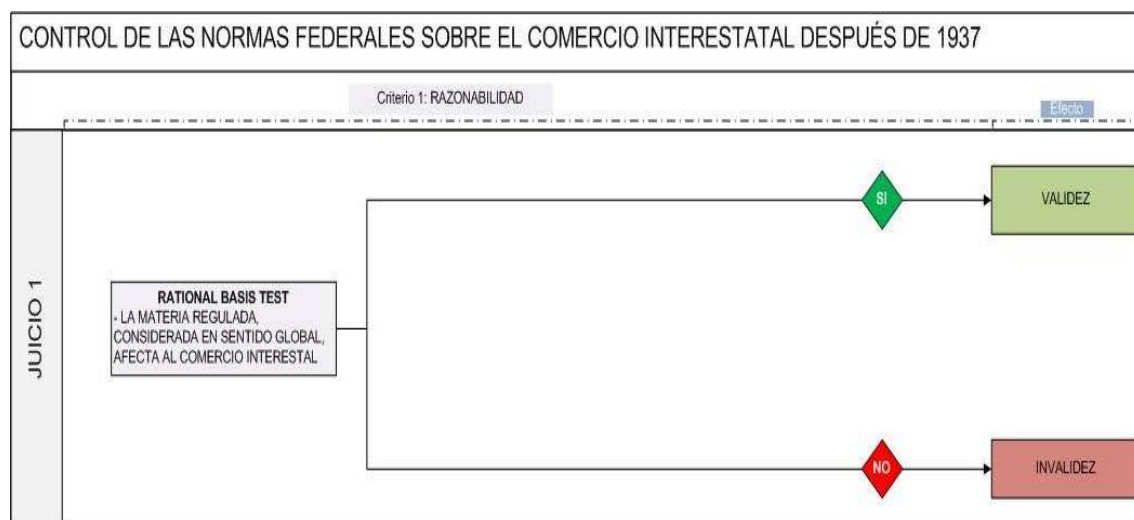 CONTROL DE LAS NORMAS FEDERALES SOBRE EL COMERCIO INTERESTATAL DESPUÉS DE 1937
Criterio 1: RAZONABILIDAD
Efecto
JUICIO 1
RATIONAL BASIS TEST
- LA MATERIA REGULADA,
CONSIDERADA EN SENTIDO GLOBAL,
AFECTA AL COMERCIO INTERESTAL
SI
VALIDEZ
NO
INVALIDEZ